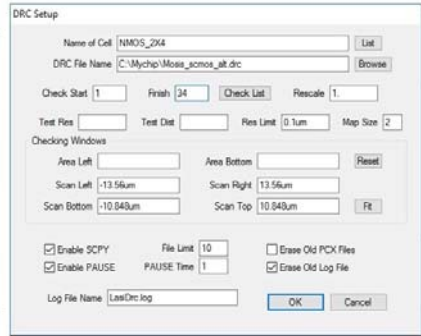 DRC Setup
Name of Cell NMOS_2X4 List
DRC File Name C:\Mychip\Mosis_scmos_alt.drc Browse
Check Start 1 Finish 34 Check List Rescale 1.
Test Res Test Dist Res Limit 0.1um Map Size 2
Checking Windows
Area Left Area Bottom Reset
Scan Left -13.56um Scan Right 13.56um
Scan Bottom -10.848um Scan Top 10.848um Fit
Enable SCPY File Limit 10 Erase Old PCX Files
Enable PAUSE PAUSE Time 1 Erase Old Log File
Log File Name LasiDrc.log OK Cancel